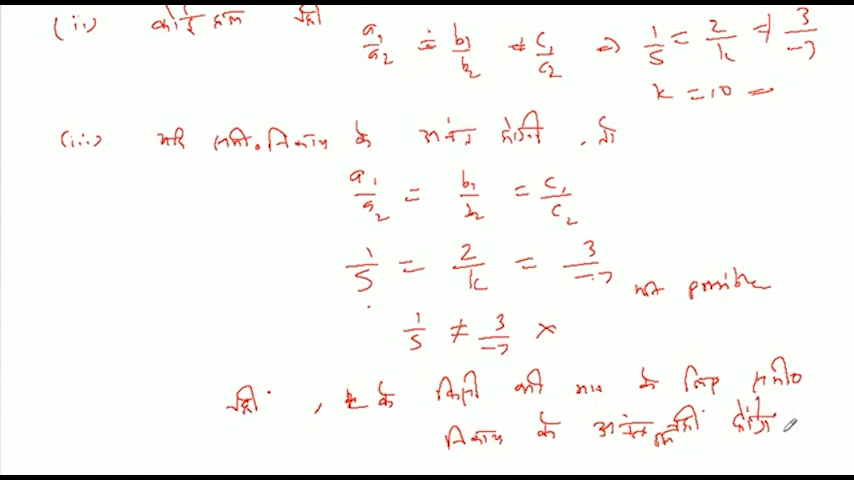 (ii) कोई हल नहीं a₁/a₂ = b₁/b₂ ≠ c₁/c₂ ⇒ 1/5 = 2/k ≠ 3/-7
k = 10
(iii) यदि समी० निकाय के अनंत होंगे, तो
a₁/a₂ = b₁/b₂ = c₁/c₂
1/5 = 2/k = 3/-7 not possible
1/5 ≠ 3/-7 ×
नहीं, k के किसी भी मान के लिए समी०
निकाय के अनंत नहीं होंगे